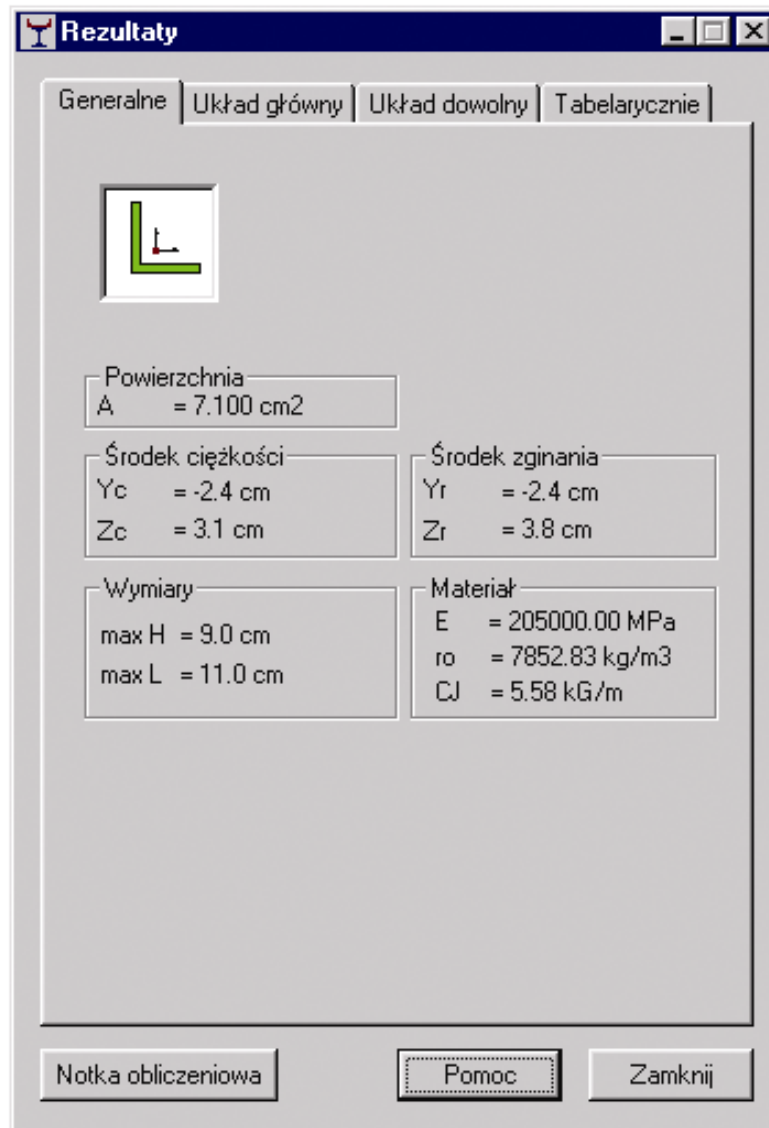 Rezultaty
Generalne Układ główny Układ dowolny Tabelarycznie
Powierzchnia
A = 7.100 cm2
Środek ciężkości
Yc = -2.4 cm
Zc = 3.1 cm
Środek zginania
Yr = -2.4 cm
Zr = 3.8 cm
Wymiary
max H = 9.0 cm
max L = 11.0 cm
Materiał
E = 205000.00 MPa
ro = 7852.83 kg/m3
CJ = 5.58 kG/m
Notka obliczeniowa Pomoc Zamknij